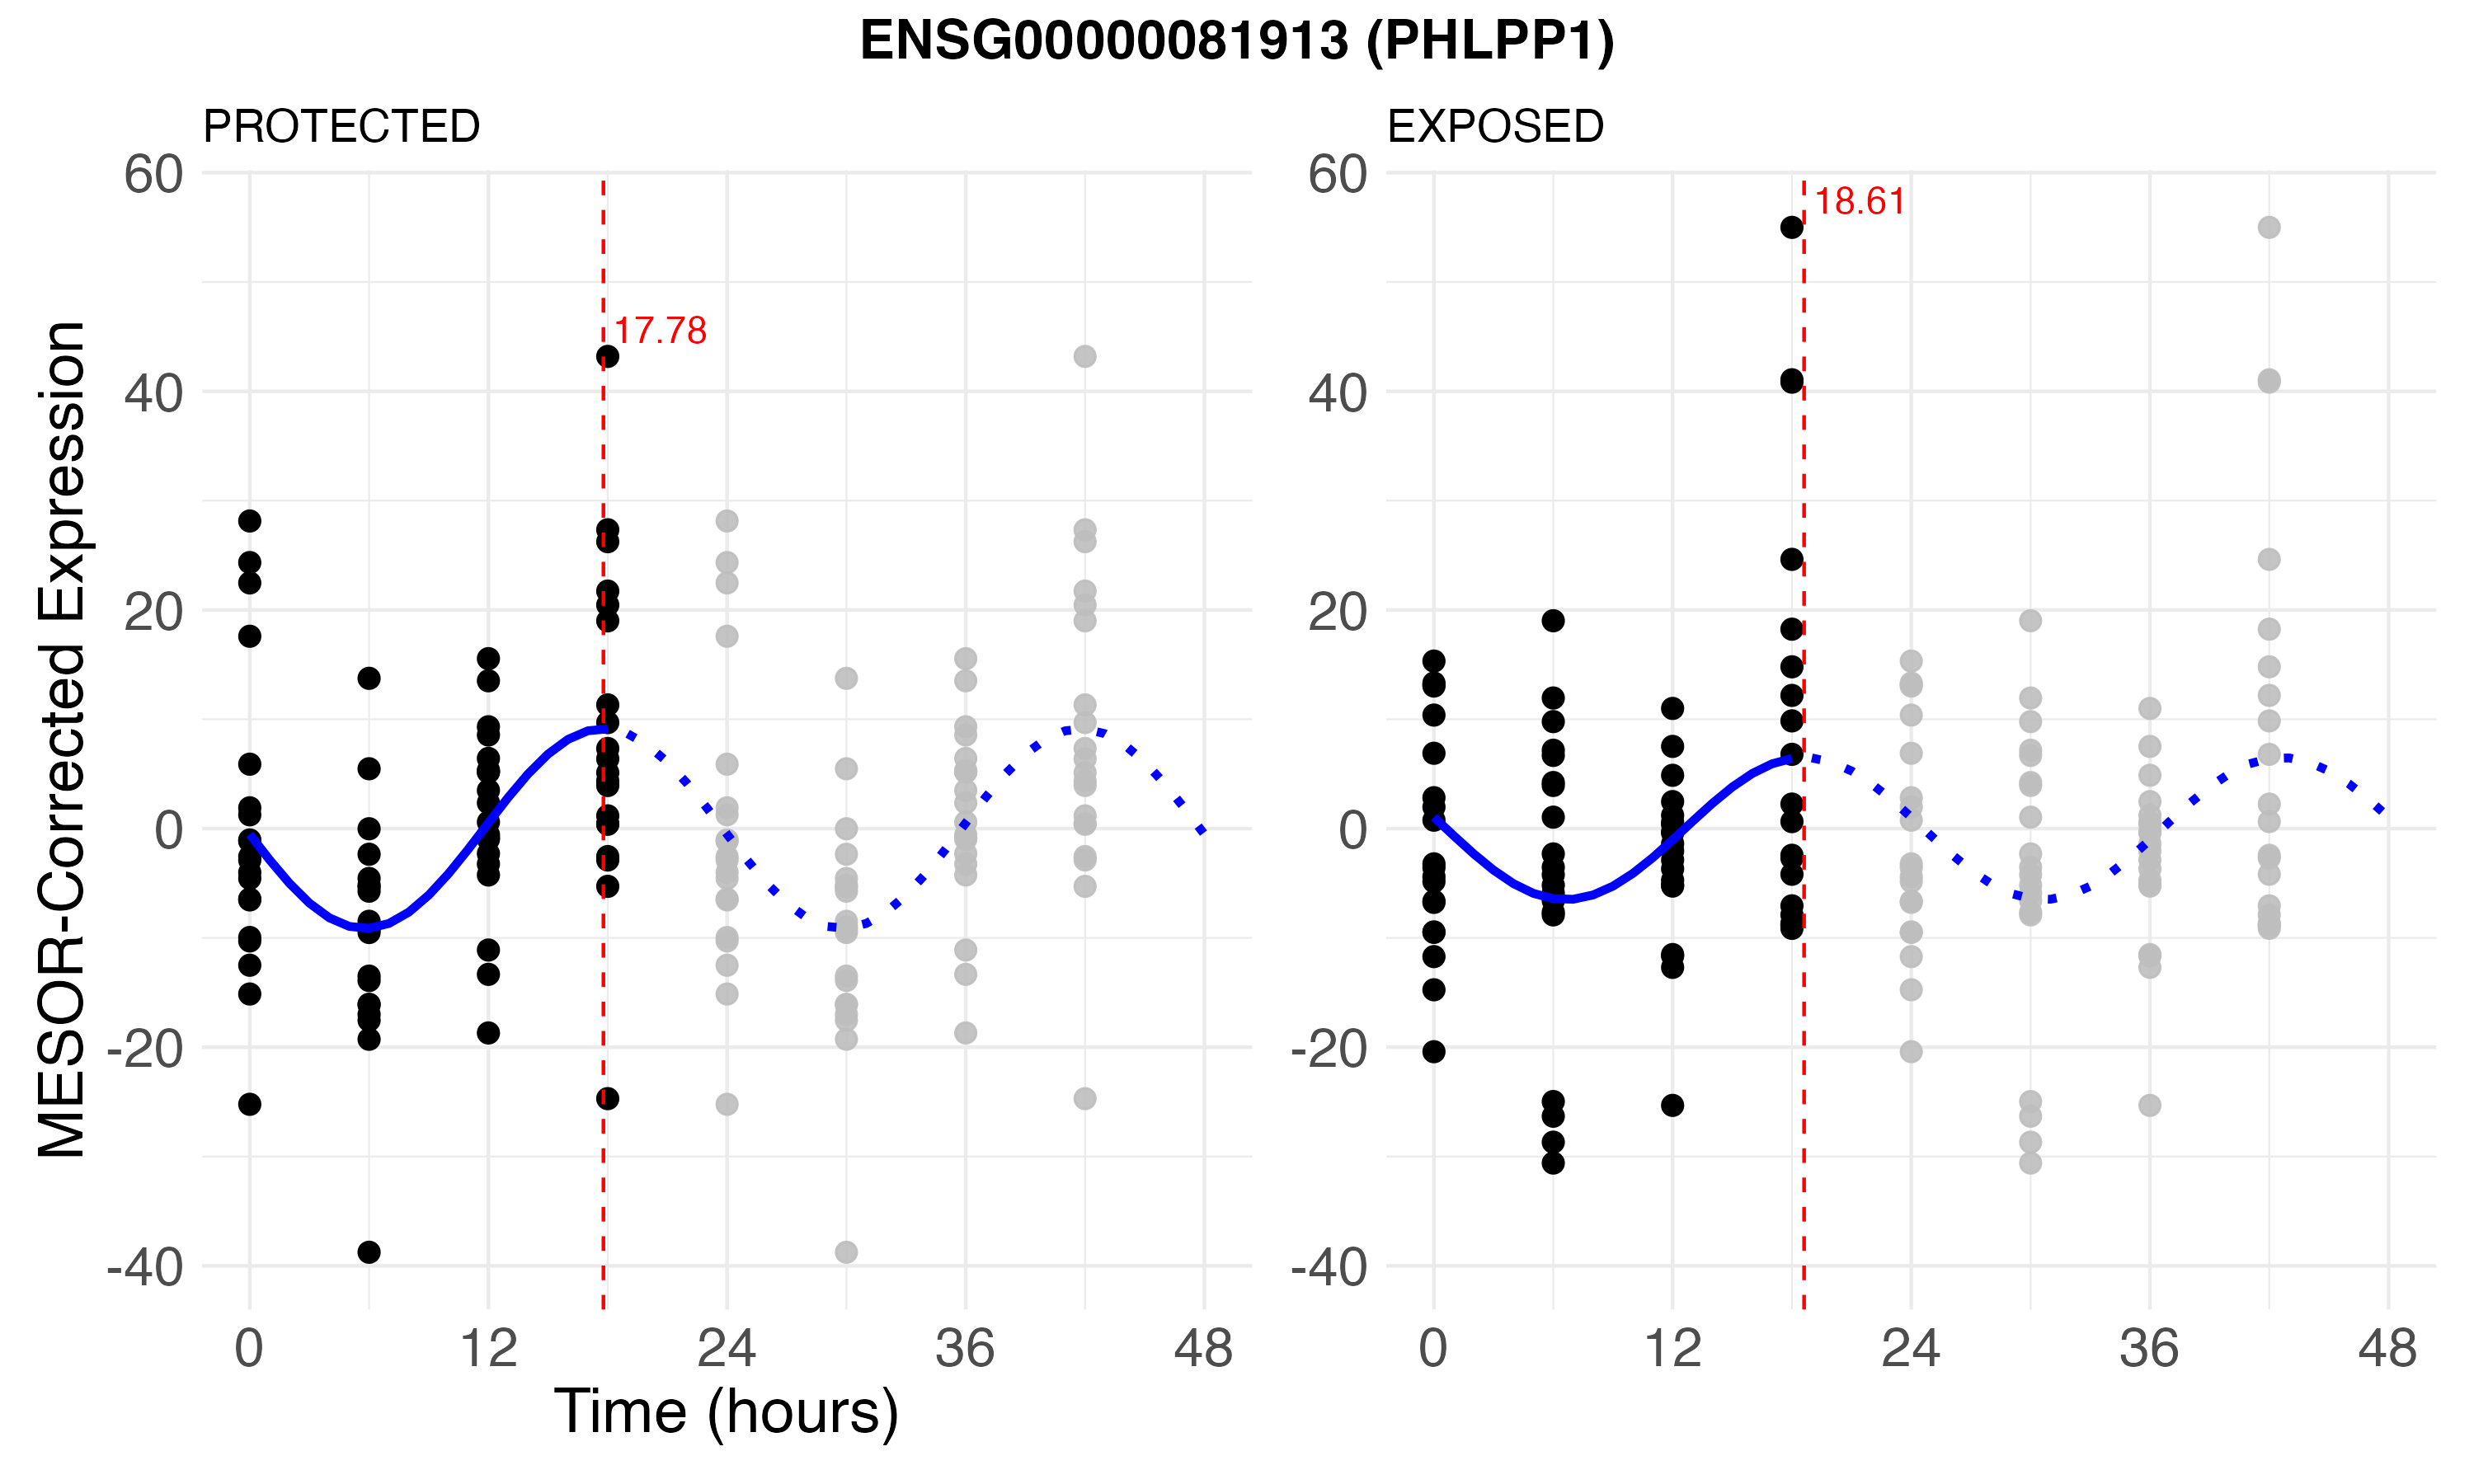 ENSG00000081913 (PHLPP1)
PROTECTED
EXPOSED
MESOR-Corrected Expression
60
40
20
0
-20
-40
17.78
60
40
20
0
-20
-40
18.61
0 12 24 36 48
0 12 24 36 48
Time (hours)